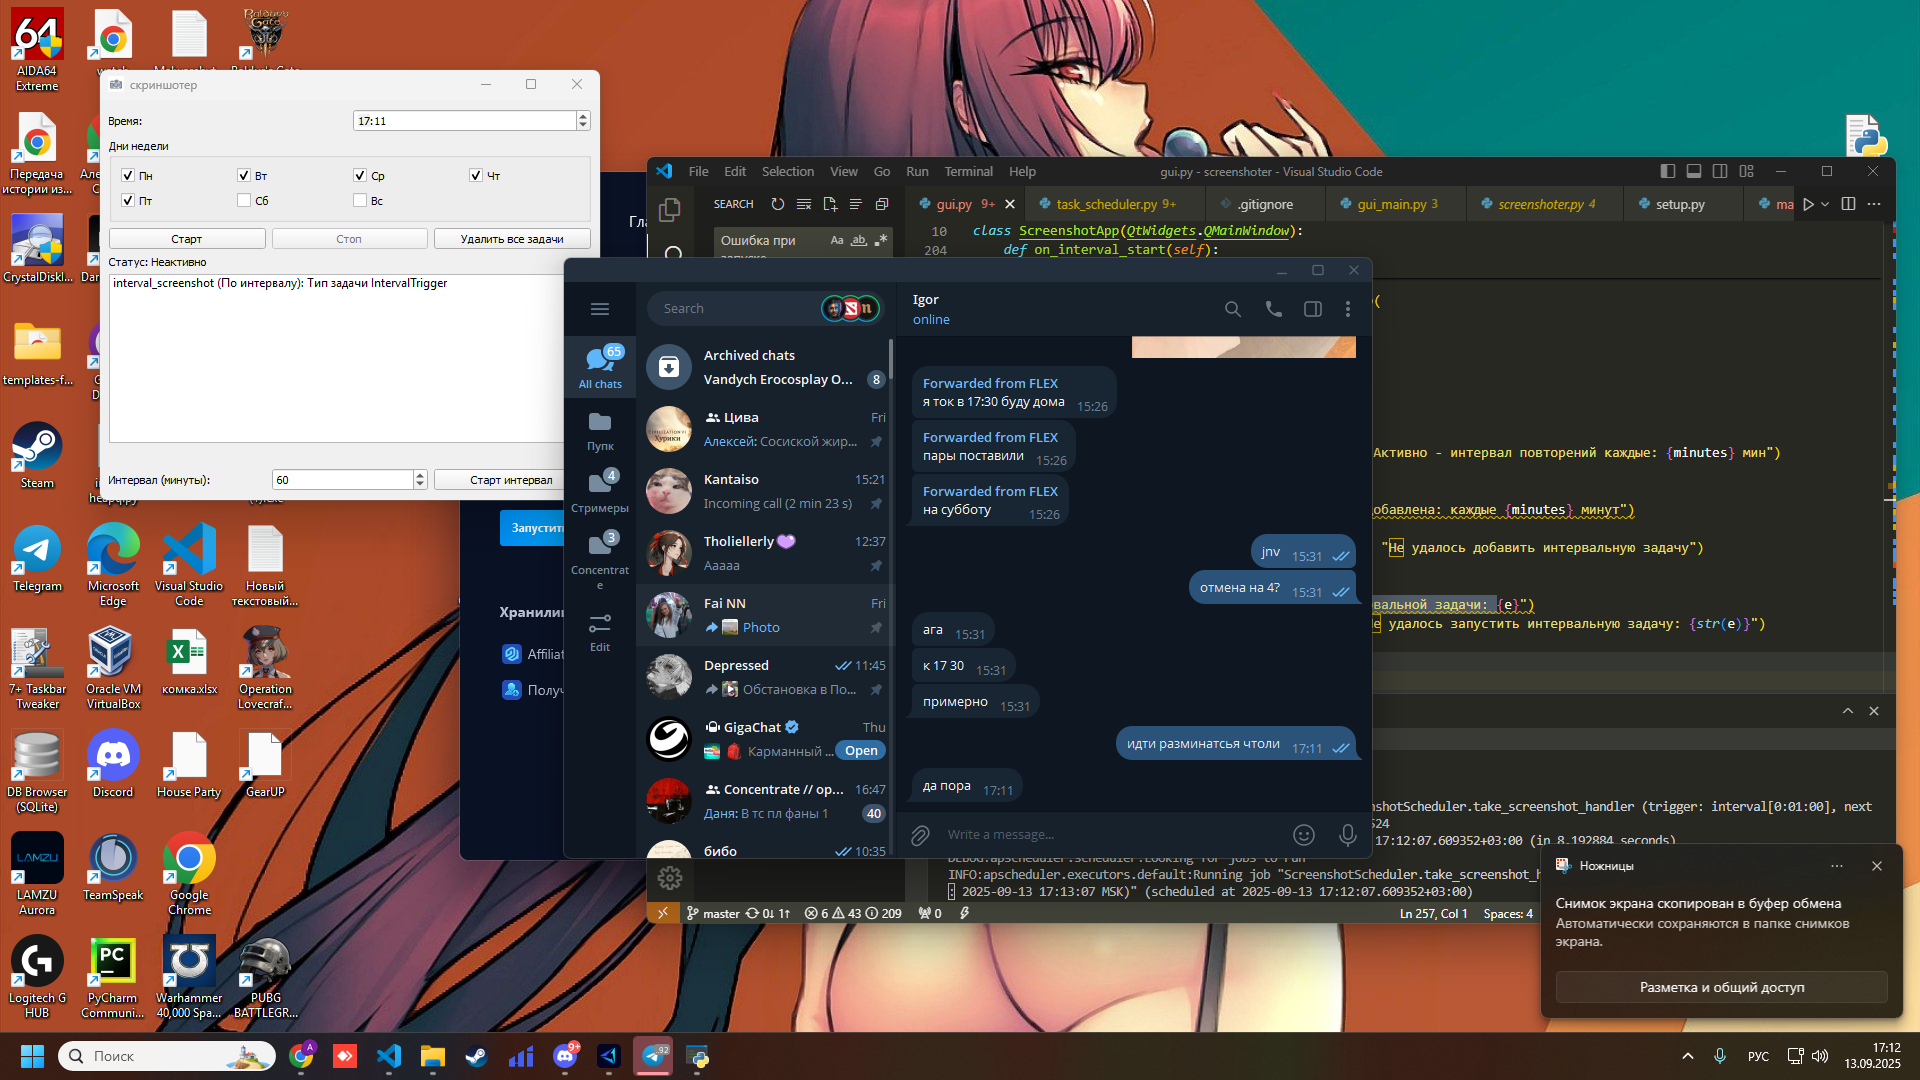 AIDA64
Extreme
Передача
истории из...
CrystalDiskI...
templates-f...
Steam
Telegram
Microsoft
Edge
Visual Studio
Code
Новый
текстовый...
7+ Taskbar
Tweaker
Oracle VM
VirtualBox
комка.xlsx
Operation
Lovecraf...
DB Browser
(SQLite)
Discord
House Party
GearUP
LAMZU
LAMZU
Aurora
TeamSpeak
Google
Chrome
Logitech G
HUB
PyCharm
Communi...
Warhammer
40,000 Spa...
PUBG
BATTLEGR...
скриншотер
Время:
17:11
Дни недели
Пн
Вт
Ср
Чт
Пт
Сб
Вс
Старт
Стоп
Удалить все задачи
Статус: Неактивно
interval_screenshot (По интервалу): Тип задачи IntervalTrigger
Интервал (минуты):
60
Старт интервал
File Edit Selection View Go Run Terminal Help
gui.py - screenshoter - Visual Studio Code
SEARCH
Ошибка при
gui.py 9+
task_scheduler.py 9+
.gitignore
gui_main.py 3
screenshoter.py 4
setup.py
ma
10 class ScreenshotApp(QtWidgets.QMainWindow):
204 def on_interval_start(self):
Активно - интервал повторений каждые: {minutes} мин")
добавлена: каждые {minutes} минут")
"Не удалось добавить интервальную задачу")
рвальной задачи: {e}")
удалось запустить интервальную задачу: {str(e)}")
nshotScheduler.take_screenshot_handler (trigger: interval[0:01:00], next
17:12:07.609352+03:00 (in 8.192884 seconds)
INFO:apscheduler.executors.default:Running job "ScreenshotScheduler.take_screenshot_h
: 2025-09-13 17:13:07 MSK)" (scheduled at 2025-09-13 17:12:07.609352+03:00)
master 0↓ 1↑ 6 43 209 0
Ln 257, Col 1
Spaces: 4
Search
65
All chats
Пупк
4
Стримеры
3
Concentrat
e
Edit
Archived chats
Vandych Erocosplay O... 8
Цива Fri
Алексей: Сосиской жир...
Kantaiso 15:21
Incoming call (2 min 23 s)
Tholiellerly 12:37
Ааааа
Fai NN Fri
Photo
Depressed 11:45
Обстановка в По...
GigaChat Thu
Карманный ... Open
Concentrate // op... 16:47
Даня: В тс пл фаны 1 40
бибо 10:35
Igor
online
Forwarded from FLEX
я ток в 17:30 буду дома 15:26
Forwarded from FLEX
пары поставили 15:26
Forwarded from FLEX
на субботу 15:26
jnv 15:31
отмена на 4? 15:31
ага 15:31
к 17 30 15:31
примерно 15:31
идти разминатсья чтоли 17:11
да пора 17:11
Write a message...
Запустить
Affiliat
Ножницы
Снимок экрана скопирован в буфер обмена
Автоматически сохраняются в папке снимков
экрана.
Разметка и общий доступ
Поиск
9+
92
РУС
17:12
13.09.2025